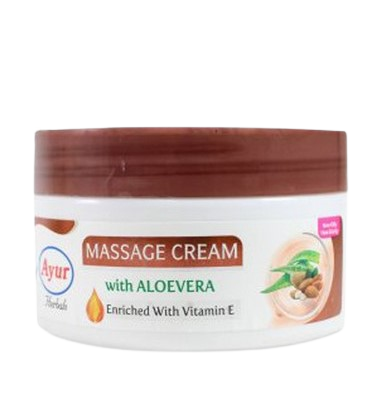 Ayur
Herbals
MASSAGE CREAM
with ALOEVERA
Enriched With Vitamin E